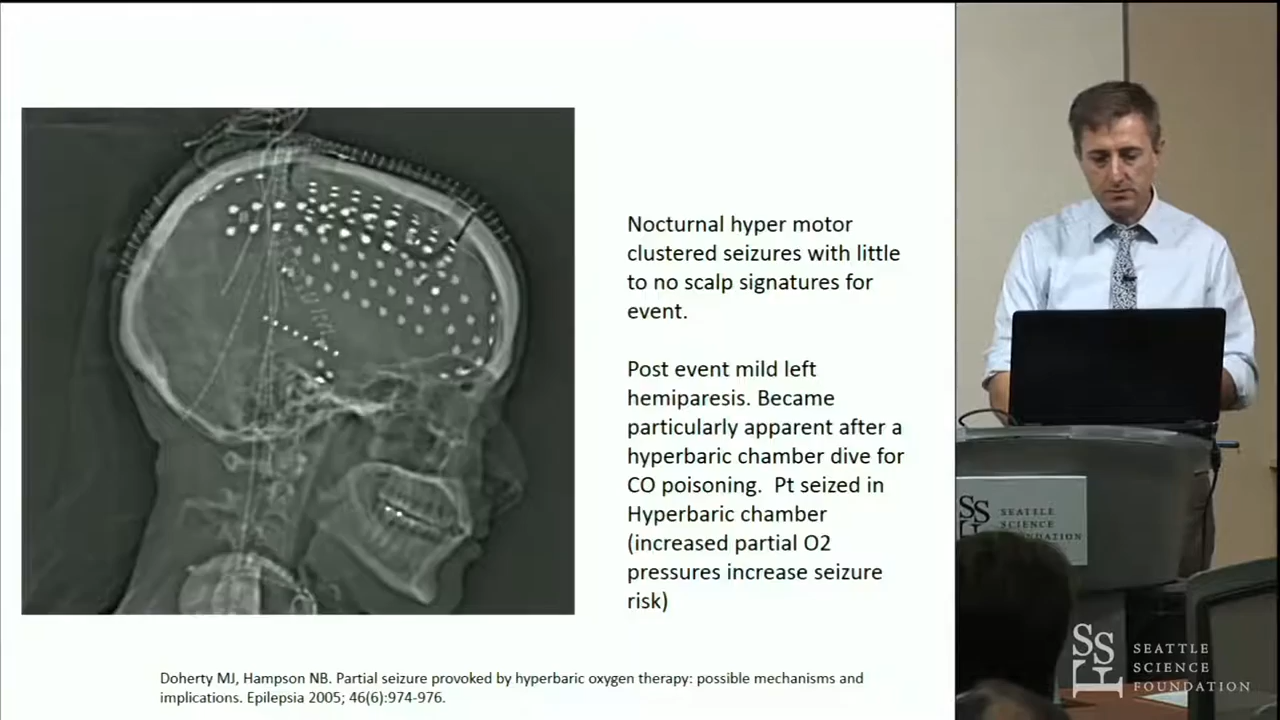 Nocturnal hyper motor
clustered seizures with little
to no scalp signatures for
event.
Post event mild left
hemiparesis. Became
particularly apparent after a
hyperbaric chamber dive for
CO poisoning. Pt seized in
Hyperbaric chamber
(increased partial O2
pressures increase seizure
risk)
Doherty MJ, Hampson NB. Partial seizure provoked by hyperbaric oxygen therapy: possible mechanisms and
implications. Epilepsia 2005; 46(6):974-976.
SEATTLE
SCIENCE
FOUNDATION
SEATTLE
SCIENCE
FOUNDATION